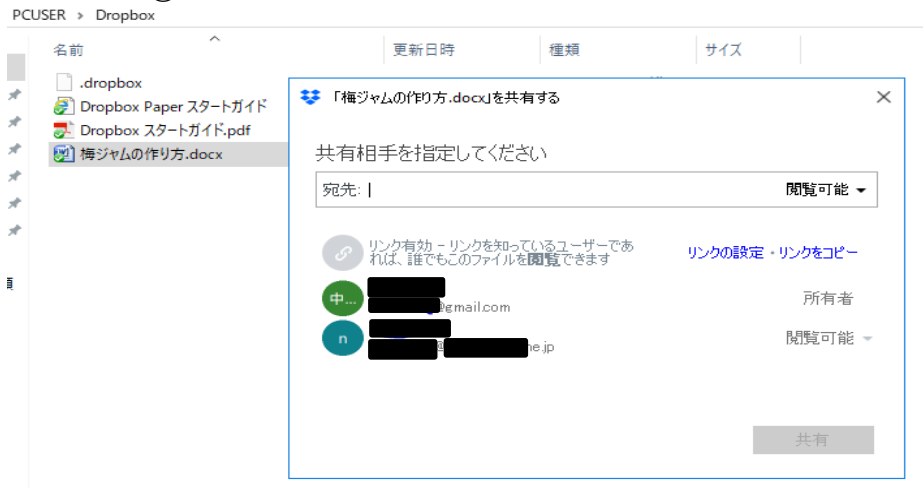 PCUSER > Dropbox
名前 更新日時 種類 サイズ
.dropbox
Dropbox Paper スタートガイド
Dropbox スタートガイド.pdf
梅ジャムの作り方.docx
「梅ジャムの作り方.docx」を共有する
共有相手を指定してください
宛先: 閲覧可能
リンク有効 – リンクを知っているユーザーであ
れば、誰でもこのファイルを閲覧できます
リンクの設定・リンクをコピー
中... @gmail.com 所有者
n @ ne.jp 閲覧可能
共有